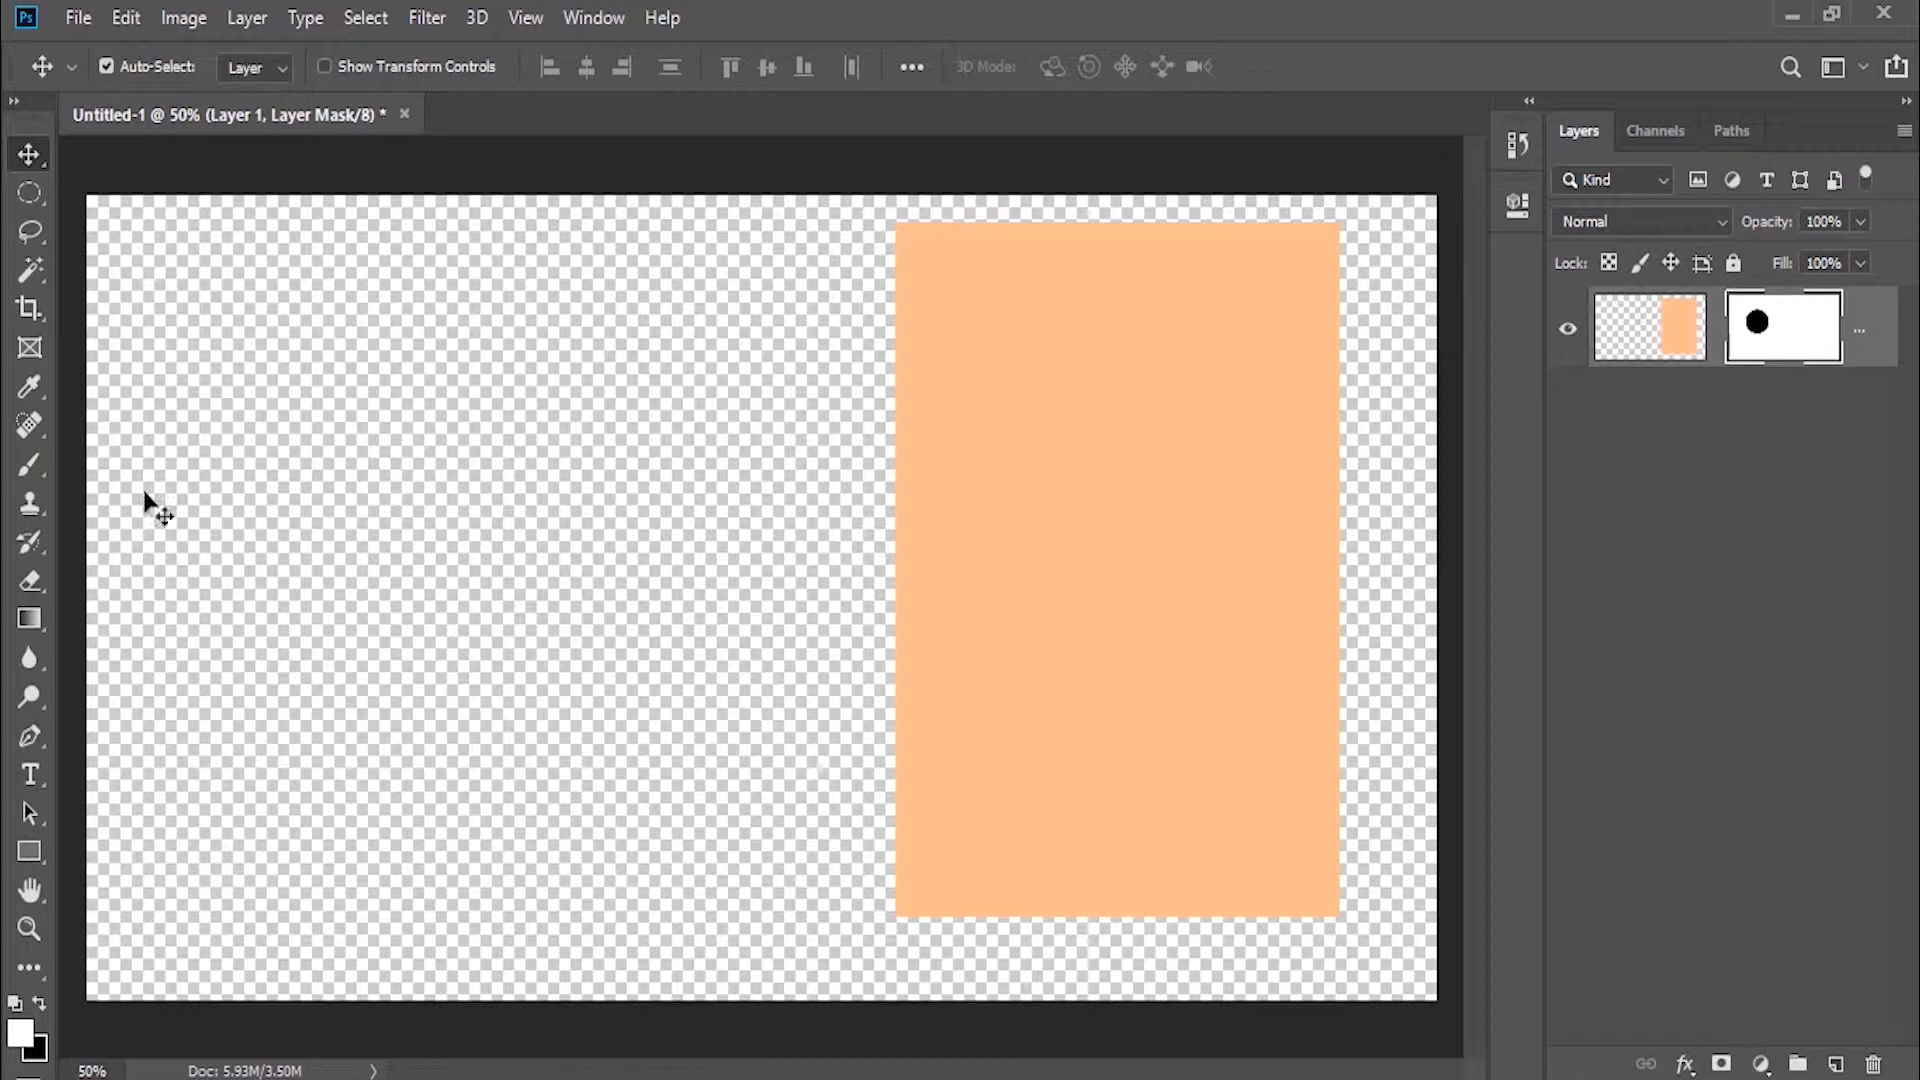 Ps File Edit Image Layer Type Select Filter 3D View Window Help
Auto-Select: Layer Show Transform Controls 3D Mode:
Untitled-1 @ 50% (Layer 1, Layer Mask/8) *
Layers Channels Paths
Kind
Normal Opacity: 100%
Lock: Fill: 100%
...
50% Doc: 5.93M/3.50M